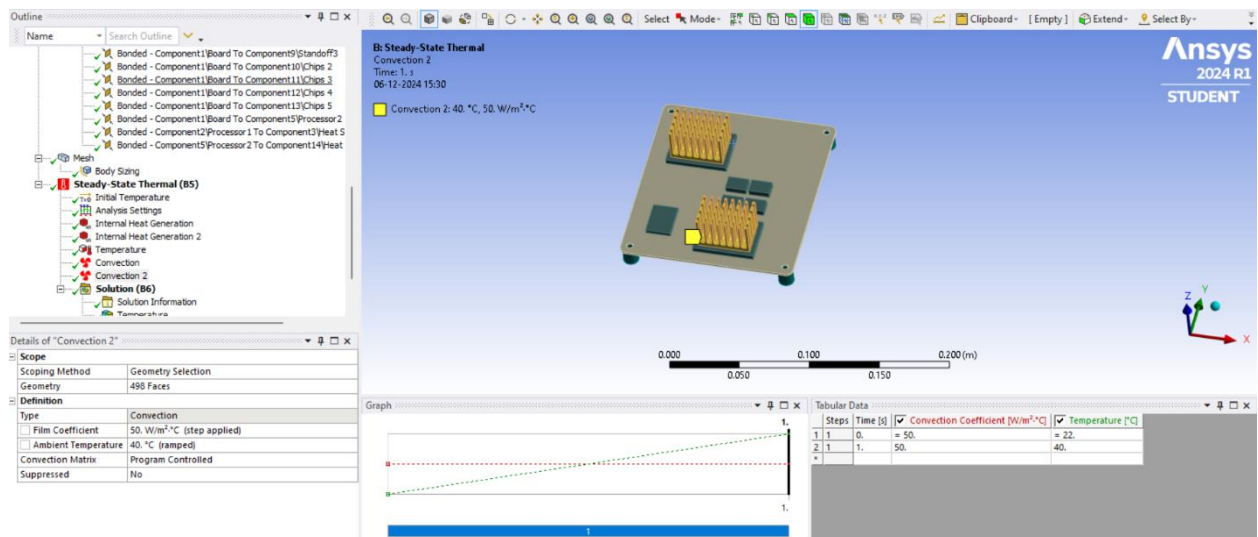 Outline
Select Mode Clipboard [ Empty ] Extend Select By
Name Search Outline
Bonded - Component1\Board To Component9\Standoff3
Bonded - Component1\Board To Component10\Chips 2
Bonded - Component1\Board To Component11\Chips 3
Bonded - Component1\Board To Component12\Chips 4
Bonded - Component1\Board To Component13\Chips 5
Bonded - Component1\Board To Component5\Processor2
Bonded - Component2\Processor1 To Component3\Heat S
Bonded - Component5\Processor2 To Component14\Heat
Mesh
Body Sizing
Steady-State Thermal (B5)
Initial Temperature
Analysis Settings
Internal Heat Generation
Internal Heat Generation 2
Temperature
Convection
Convection 2
Solution (B6)
Solution Information
Temperature
B: Steady-State Thermal
Convection 2
Time: 1. s
06-12-2024 15:30
Convection 2: 40. °C, 50. W/m²·°C
Ansys
2024 R1
STUDENT
Z Y
X
0.000 0.100 0.200 (m)
0.050 0.150
Details of "Convection 2"
Scope
Scoping Method Geometry Selection
Geometry 498 Faces
Definition
Type Convection
Film Coefficient 50. W/m²·°C (step applied)
Ambient Temperature 40. °C (ramped)
Convection Matrix Program Controlled
Suppressed No
Graph
1.
1.
1
Tabular Data
Steps Time [s] Convection Coefficient [W/m²·°C] Temperature [°C]
1 1 0. = 50. = 22.
2 1 1. 50. 40.
*